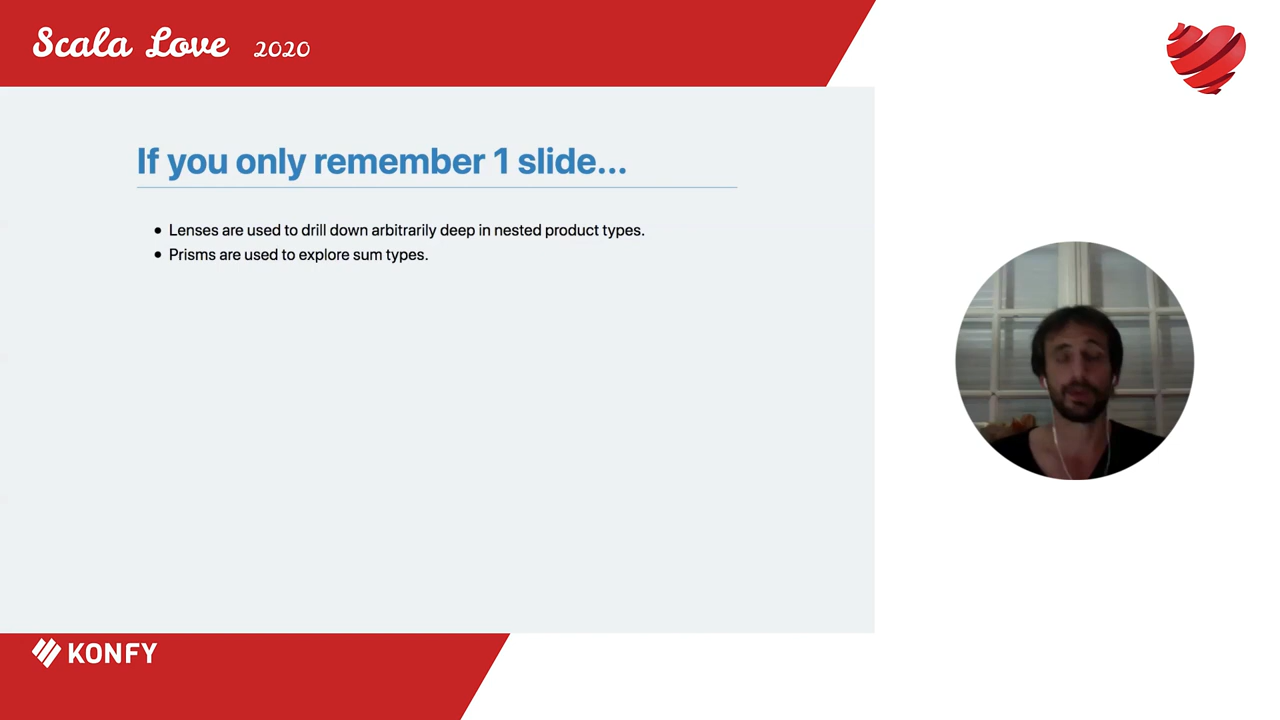 Scala Love 2020
If you only remember 1 slide...
• Lenses are used to drill down arbitrarily deep in nested product types.
• Prisms are used to explore sum types.
KONFY